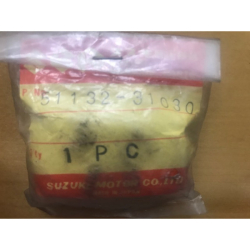 51132-31030
1 PC
SUZUKI MOTOR CO.,LTD.